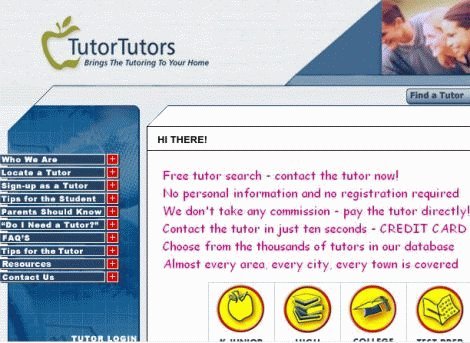 TutorTutors
Brings The Tutoring To Your Home
Find a Tutor
HI THERE!
Who We Are
Locate a Tutor
Sign-up as a Tutor
Tips for the Student
Parents Should Know
"Do I Need a Tutor?"
FAQ'S
Tips for the Tutor
Resources
Contact Us
TUTOR LOGIN
Free tutor search - contact the tutor now!
No personal information and no registration required
We don't take any commission - pay the tutor directly!
Contact the tutor in just ten seconds - CREDIT CARD
Choose from the thousands of tutors in our database
Almost every area, every city, every town is covered
K-JUNIOR
HIGH
COLLEGE
TEST PREP